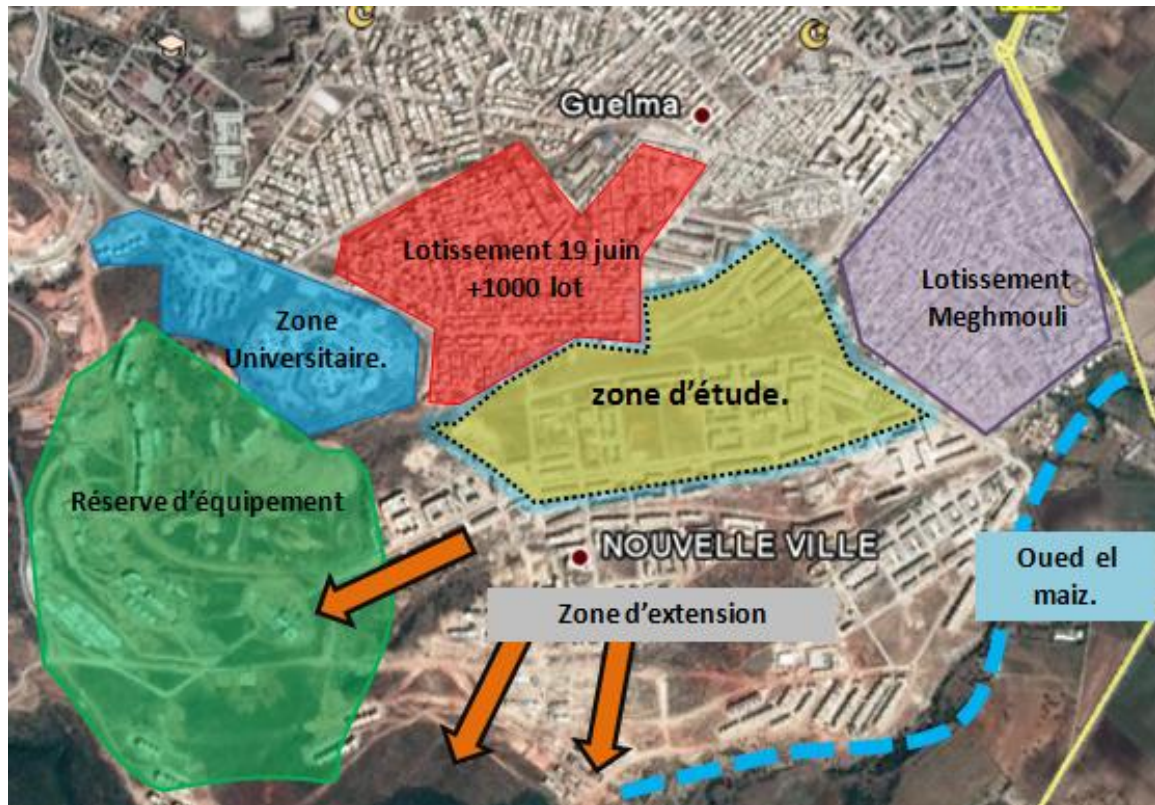 Guelma
Lotissement 19 juin
+1000 lot
Lotissement
Meghmouli
Zone
Universitaire.
zone d'étude.
Réserve d'équipement
NOUVELLE VILLE
Oued el
maiz.
Zone d'extension